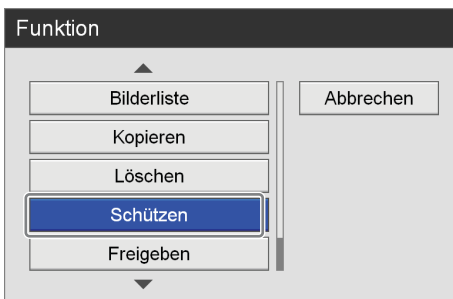 Funktion
Bilderliste
Abbrechen
Kopieren
Löschen
Schützen
Freigeben